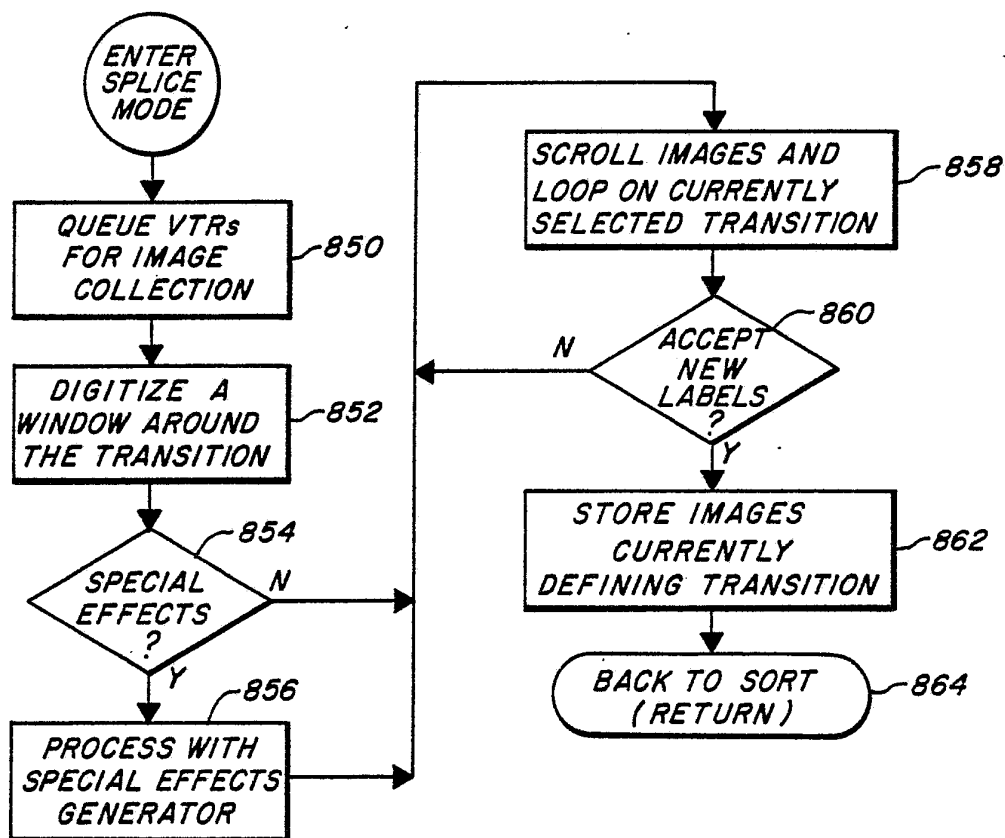 ENTER
SPLICE
MODE
QUEUE VTRs
FOR IMAGE
COLLECTION
850
DIGITIZE A
WINDOW AROUND
THE TRANSITION
852
854
SPECIAL
EFFECTS
?
N
Y
856
PROCESS WITH
SPECIAL EFFECTS
GENERATOR
SCROLL IMAGES AND
LOOP ON CURRENTLY
SELECTED TRANSITION
858
860
ACCEPT
NEW
LABELS
?
N
Y
STORE IMAGES
CURRENTLY
DEFINING TRANSITION
862
BACK TO SORT
(RETURN)
864